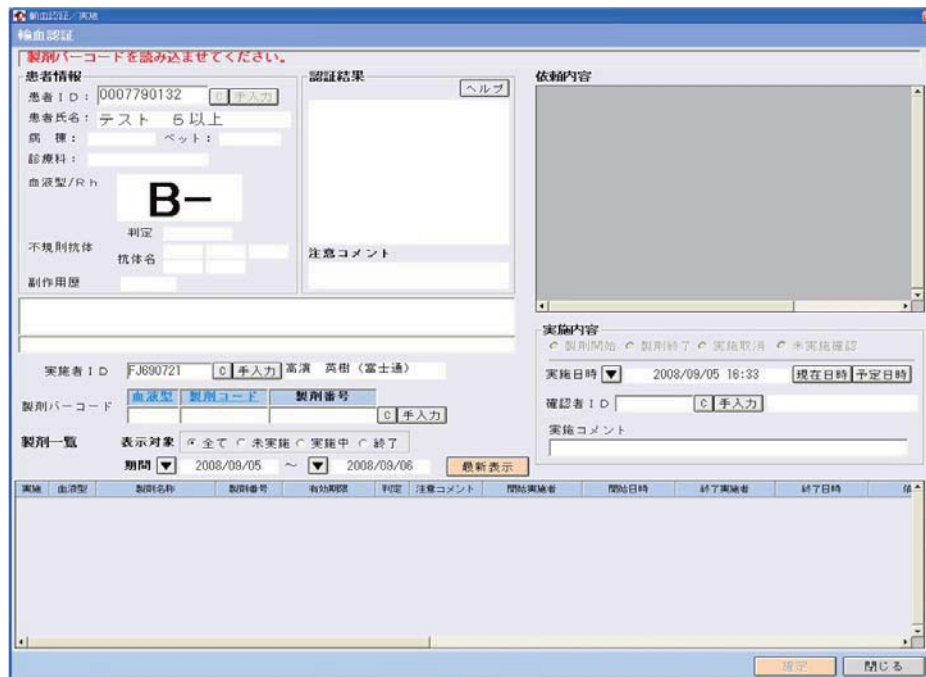 輸血認証/実施
輸血認証
製剤バーコードを読み込ませてください。
患者情報
患者ID: 0007790132 C 手入力
患者氏名: テスト 5以上
病 棟: ベット:
診療科:
血液型/Rh
B−
判定
不規則抗体
抗体名
副作用歴
認証結果
ヘルプ
注意コメント
依頼内容
実施内容
製剤開始 製剤終了 実施取消 未実施確認
実施日時 ▼ 2008/09/05 16:33 現在日時 予定日時
確認者ID C 手入力
実施コメント
実施者ID FJ690721 C 手入力 高濱 英樹(富士通)
血液型 製剤コード 製剤番号
製剤バーコード C 手入力
製剤一覧 表示対象 全て 未実施 実施中 終了
期間 ▼ 2008/09/05 ～ ▼ 2008/09/06 最新表示
実施 血液型 製剤名称 製剤番号 有効期限 判定 注意コメント 開始実施者 開始日時 終了実施者 終了日時
確定 閉じる